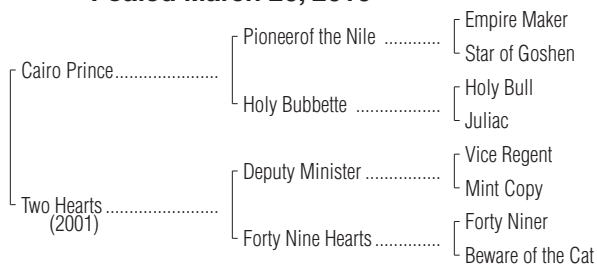 Foaled March
Empire Maker
Pioneerof the Nile ............
Star of Goshen
Cairo Prince......................
Holy Bull
Holy Bubbette .................
Juliac
Vice Regent
Deputy Minister ................
Mint Copy
Two Hearts ........................
(2001)
Forty Niner
Forty Nine Hearts..............
Beware of the Cat